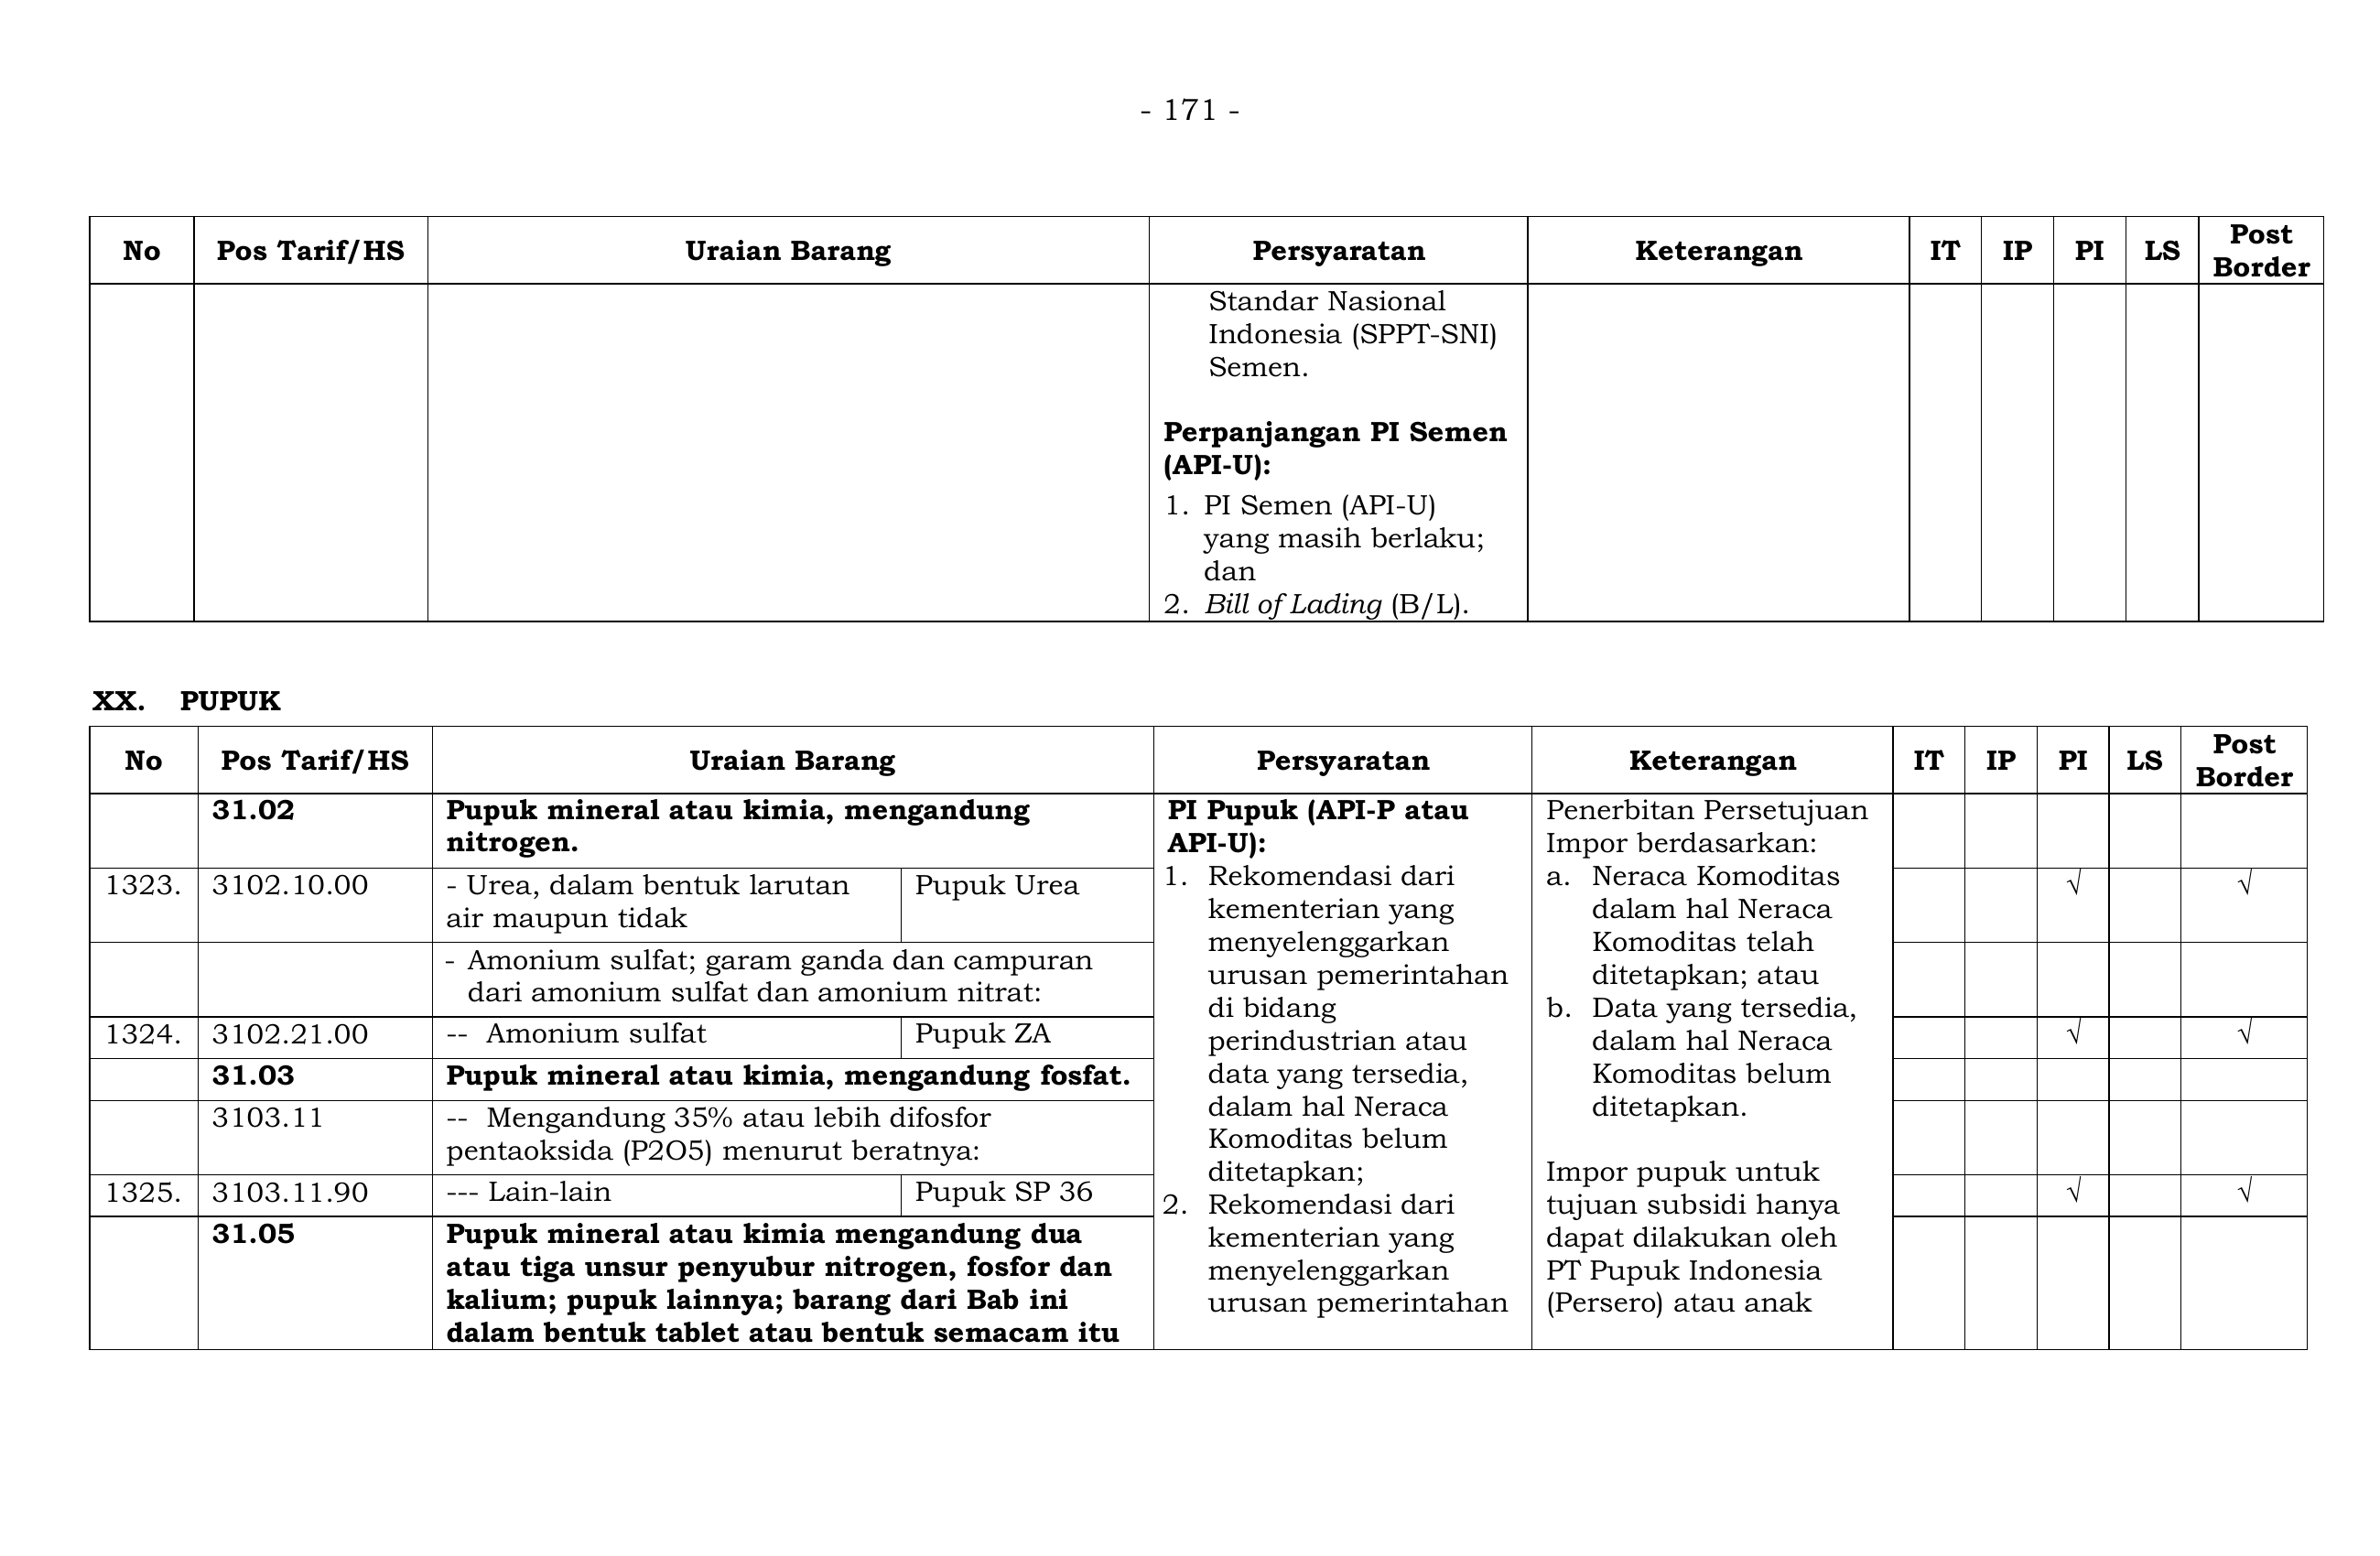 - 171 -
No
Pos Tarif/HS
Uraian Barang
Persyaratan
Keterangan
IT
IP
PI
LS
Post
Border
Standar Nasional
Indonesia (SPPT-SNI)
Semen.
Perpanjangan PI Semen
(API-U):
1. PI Semen (API-U)
yang masih berlaku;
dan
2. Bill of Lading (B/L).
XX. PUPUK
No
Pos Tarif/HS
Uraian Barang
Persyaratan
Keterangan
IT
IP
PI
LS
Post
Border
31.02
Pupuk mineral atau kimia, mengandung
nitrogen.
1323.
3102.10.00
- Urea, dalam bentuk larutan
air maupun tidak
Pupuk Urea
√
√
- Amonium sulfat; garam ganda dan campuran
dari amonium sulfat dan amonium nitrat:
1324.
3102.21.00
-- Amonium sulfat
Pupuk ZA
√
√
31.03
Pupuk mineral atau kimia, mengandung fosfat.
3103.11
-- Mengandung 35% atau lebih difosfor
pentaoksida (P2O5) menurut beratnya:
1325.
3103.11.90
--- Lain-lain
Pupuk SP 36
√
√
31.05
Pupuk mineral atau kimia mengandung dua
atau tiga unsur penyubur nitrogen, fosfor dan
kalium; pupuk lainnya; barang dari Bab ini
dalam bentuk tablet atau bentuk semacam itu
PI Pupuk (API-P atau
API-U):
1. Rekomendasi dari
kementerian yang
menyelenggarkan
urusan pemerintahan
di bidang
perindustrian atau
data yang tersedia,
dalam hal Neraca
Komoditas belum
ditetapkan;
2. Rekomendasi dari
kementerian yang
menyelenggarkan
urusan pemerintahan
Penerbitan Persetujuan
Impor berdasarkan:
a. Neraca Komoditas
dalam hal Neraca
Komoditas telah
ditetapkan; atau
b. Data yang tersedia,
dalam hal Neraca
Komoditas belum
ditetapkan.
Impor pupuk untuk
tujuan subsidi hanya
dapat dilakukan oleh
PT Pupuk Indonesia
(Persero) atau anak